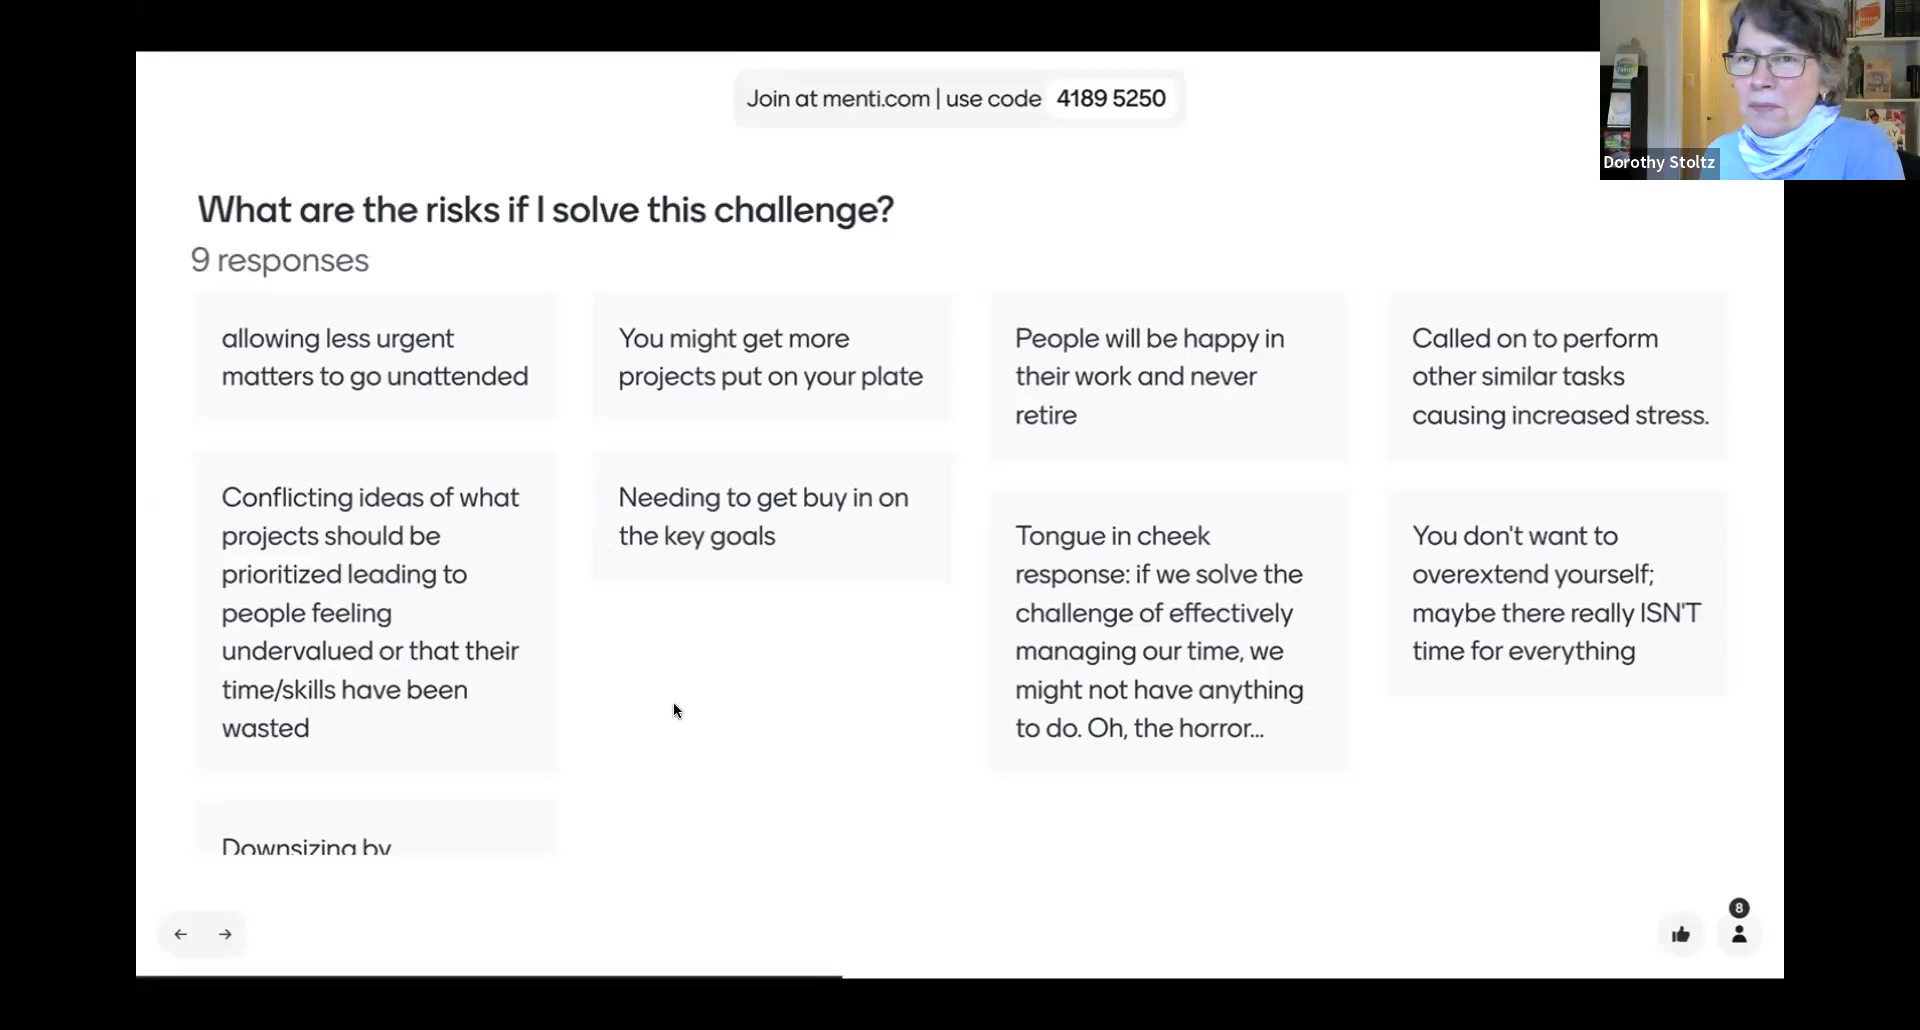 Join at menti.com | use code 4189 5250
Dorothy Stoltz
What are the risks if I solve this challenge?
9 responses
allowing less urgent
matters to go unattended
Conflicting ideas of what
projects should be
prioritized leading to
people feeling
undervalued or that their
time/skills have been
wasted
Downsizing by
You might get more
projects put on your plate
Needing to get buy in on
the key goals
People will be happy in
their work and never
retire
Tongue in cheek
response: if we solve the
challenge of effectively
managing our time, we
might not have anything
to do. Oh, the horror...
Called on to perform
other similar tasks
causing increased stress.
You don't want to
overextend yourself;
maybe there really ISN'T
time for everything
8